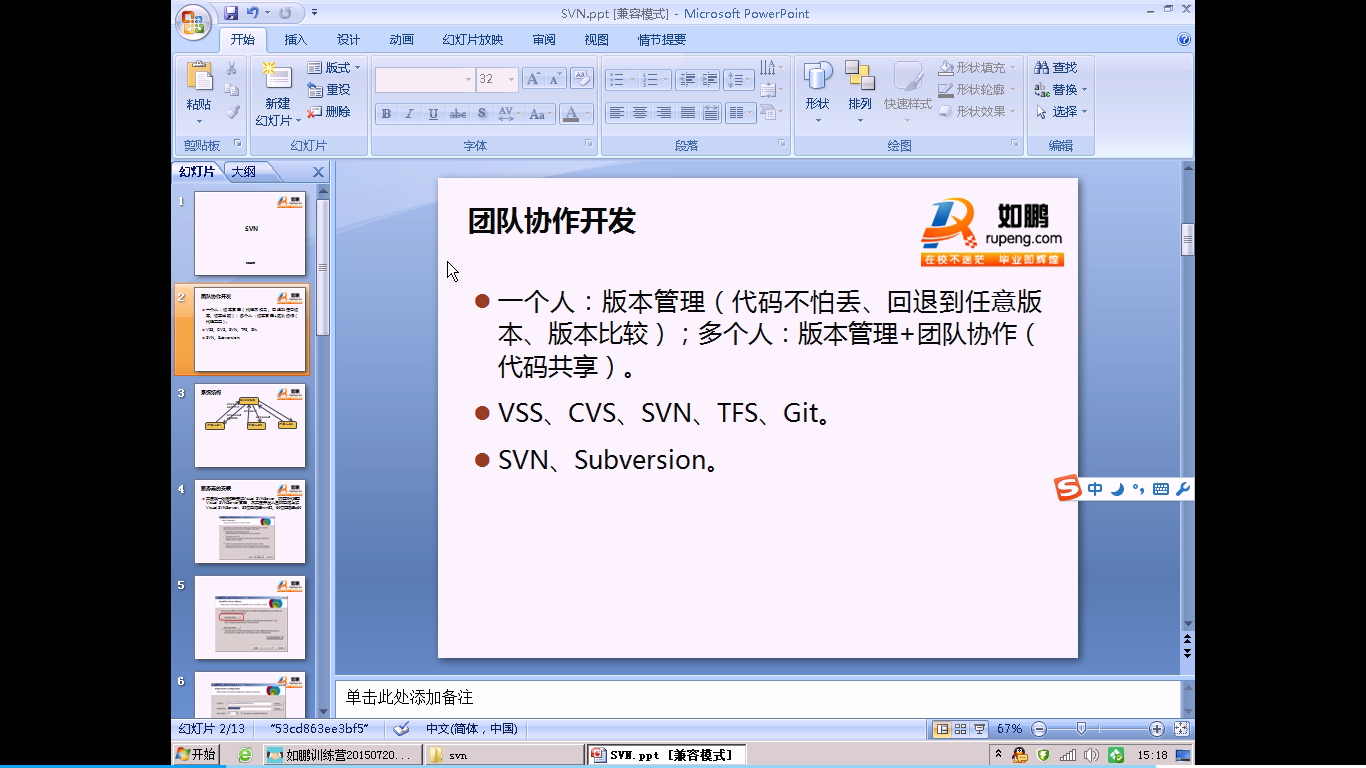 SVN.ppt [兼容模式] - Microsoft PowerPoint
开始 插入 设计 动画 幻灯片放映 审阅 视图 情节提要
粘贴
剪贴板
新建
幻灯片
版式
重设
删除
幻灯片
32
B I U abc S AV Aa A
字体
段落
形状 排列 快速样式
形状填充
形状轮廓
形状效果
绘图
查找
替换
选择
编辑
幻灯片 大纲
1
SVN
2
团队协作开发
VSS、CVS、SVN、TFS、Git.
SVN、Subversion.
3
系统结构
4
服务器的安装
5
6
团队协作开发
如鹏
rupeng.com
在校不迷茫 毕业即辉煌
一个人：版本管理（代码不怕丢、回退到任意版
本、版本比较）；多个人：版本管理+团队协作（
代码共享）。
VSS、CVS、SVN、TFS、Git。
SVN、Subversion。
中
单击此处添加备注
幻灯片 2/13 "53cd863ee3bf5" 中文(简体，中国) 67%
开始 如鹏训练营20150720... svn SVN.ppt [兼容模式] 15:18